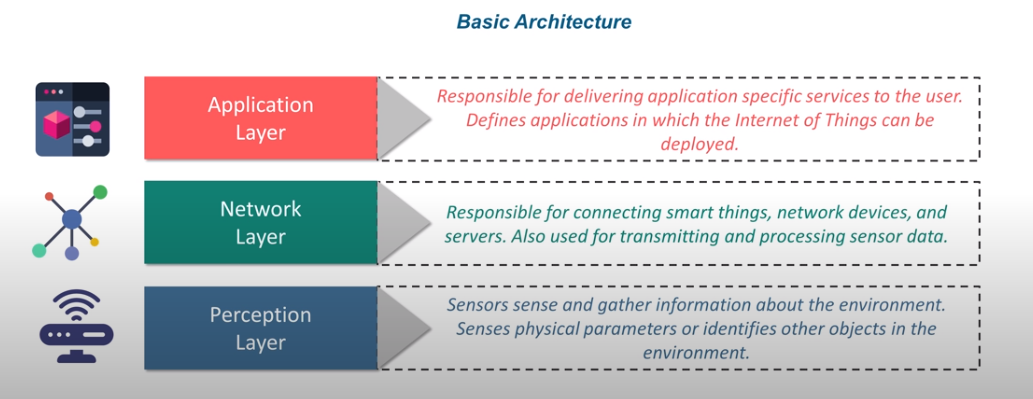 Basic Architecture
Application
Layer
Responsible for delivering application specific services to the user.
Defines applications in which the Internet of Things can be
deployed.
Network
Layer
Responsible for connecting smart things, network devices, and
servers. Also used for transmitting and processing sensor data.
Perception
Layer
Sensors sense and gather information about the environment.
Senses physical parameters or identifies other objects in the
environment.